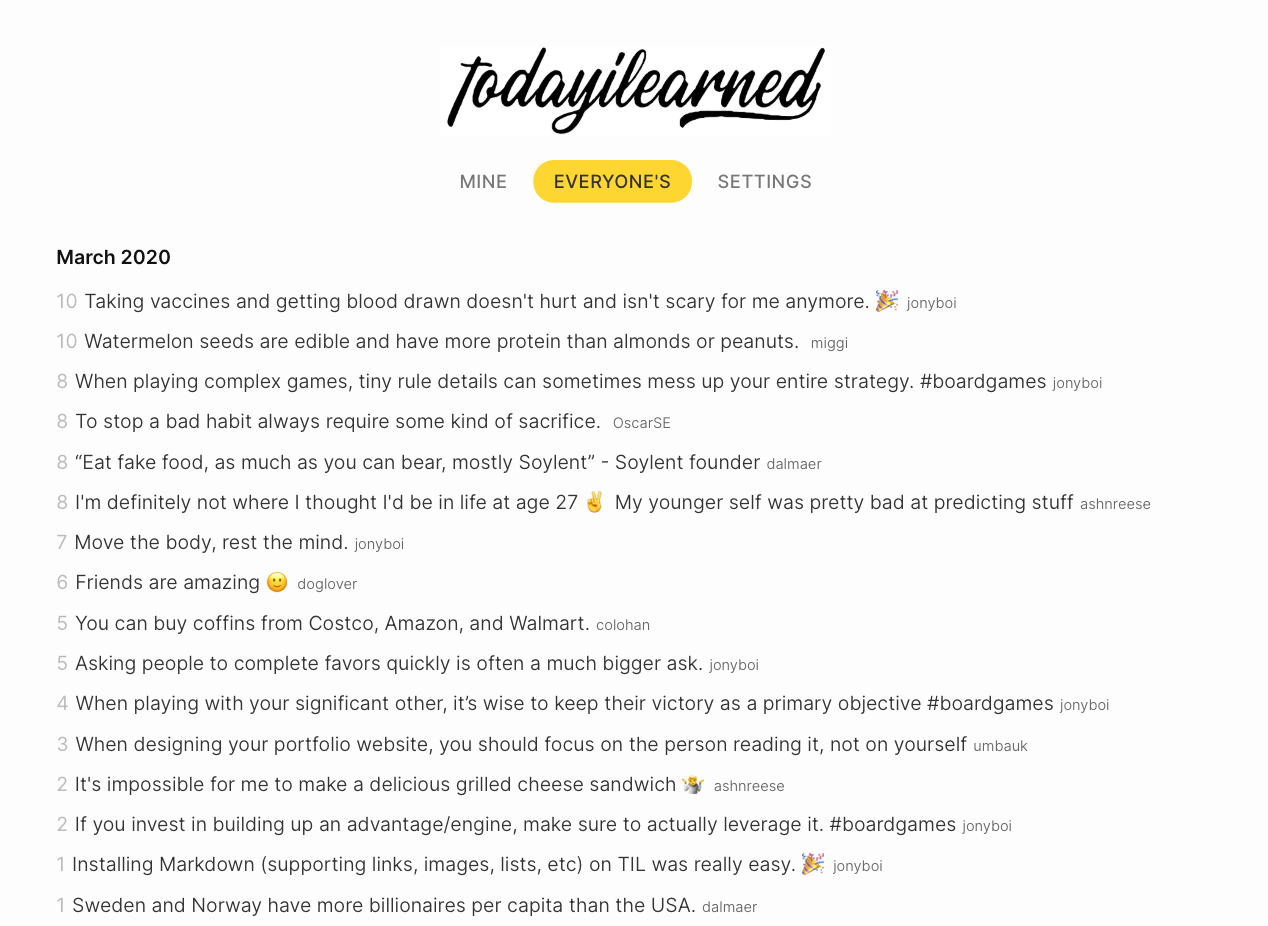 todayilearned
MINE EVERYONE'S SETTINGS
March 2020
10 Taking vaccines and getting blood drawn doesn't hurt and isn't scary for me anymore. 🎉 jonyboi
10 Watermelon seeds are edible and have more protein than almonds or peanuts. miggi
8 When playing complex games, tiny rule details can sometimes mess up your entire strategy. #boardgames jonyboi
8 To stop a bad habit always require some kind of sacrifice. OscarSE
8 “Eat fake food, as much as you can bear, mostly Soylent” - Soylent founder dalmaer
8 I'm definitely not where I thought I'd be in life at age 27 ✌️ My younger self was pretty bad at predicting stuff ashnreese
7 Move the body, rest the mind. jonyboi
6 Friends are amazing 🙂 doglover
5 You can buy coffins from Costco, Amazon, and Walmart. colohan
5 Asking people to complete favors quickly is often a much bigger ask. jonyboi
4 When playing with your significant other, it’s wise to keep their victory as a primary objective #boardgames jonyboi
3 When designing your portfolio website, you should focus on the person reading it, not on yourself umbauk
2 It's impossible for me to make a delicious grilled cheese sandwich 🤷‍♀️ ashnreese
2 If you invest in building up an advantage/engine, make sure to actually leverage it. #boardgames jonyboi
1 Installing Markdown (supporting links, images, lists, etc) on TIL was really easy. 🎉 jonyboi
1 Sweden and Norway have more billionaires per capita than the USA. dalmaer